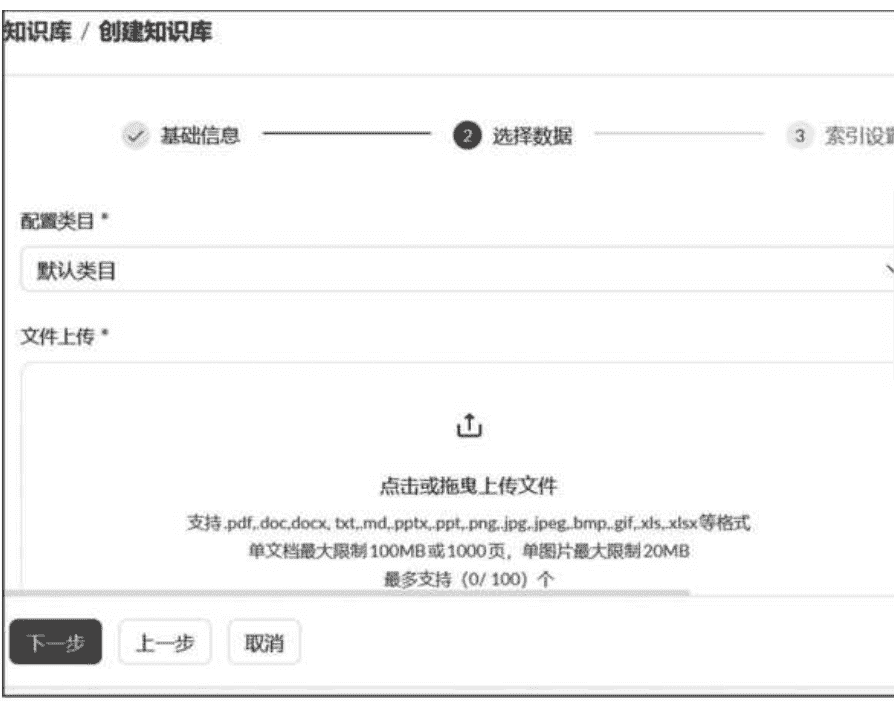 知识库 / 创建知识库
基础信息
2 选择数据
3 索引设置
配置类目 *
默认类目
文件上传 *
点击或拖曳上传文件
支持.pdf,.doc,docx, txt,.md,.pptx,.ppt,.png,.jpg,.jpeg,.bmp,.gif,.xls,.xlsx等格式
单文档最大限制100MB或1000页，单图片最大限制20MB
最多支持（0/ 100）个
下一步
上一步
取消